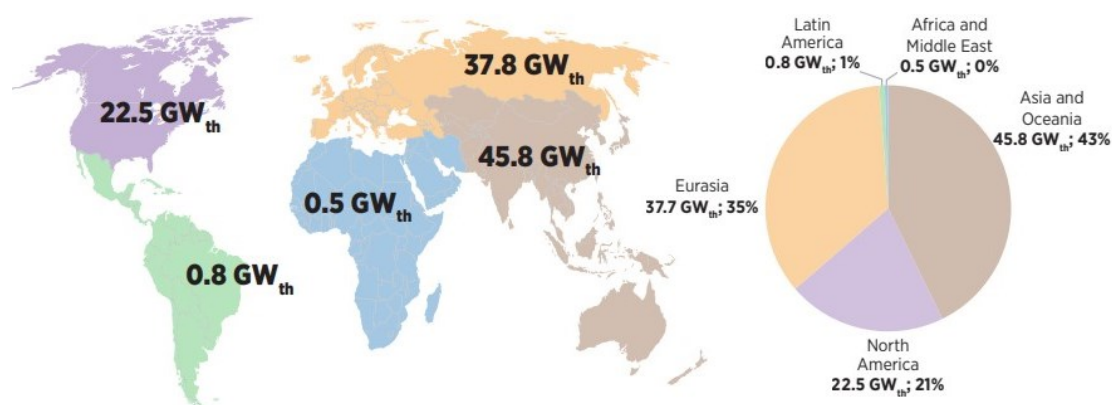 22.5 GWth
37.8 GWth
45.8 GWth
0.5 GWth
0.8 GWth
Latin
America
0.8 GWth; 1%
Africa and
Middle East
0.5 GWth; 0%
Asia and
Oceania
45.8 GWth; 43%
Eurasia
37.7 GWth; 35%
North
America
22.5 GWth; 21%